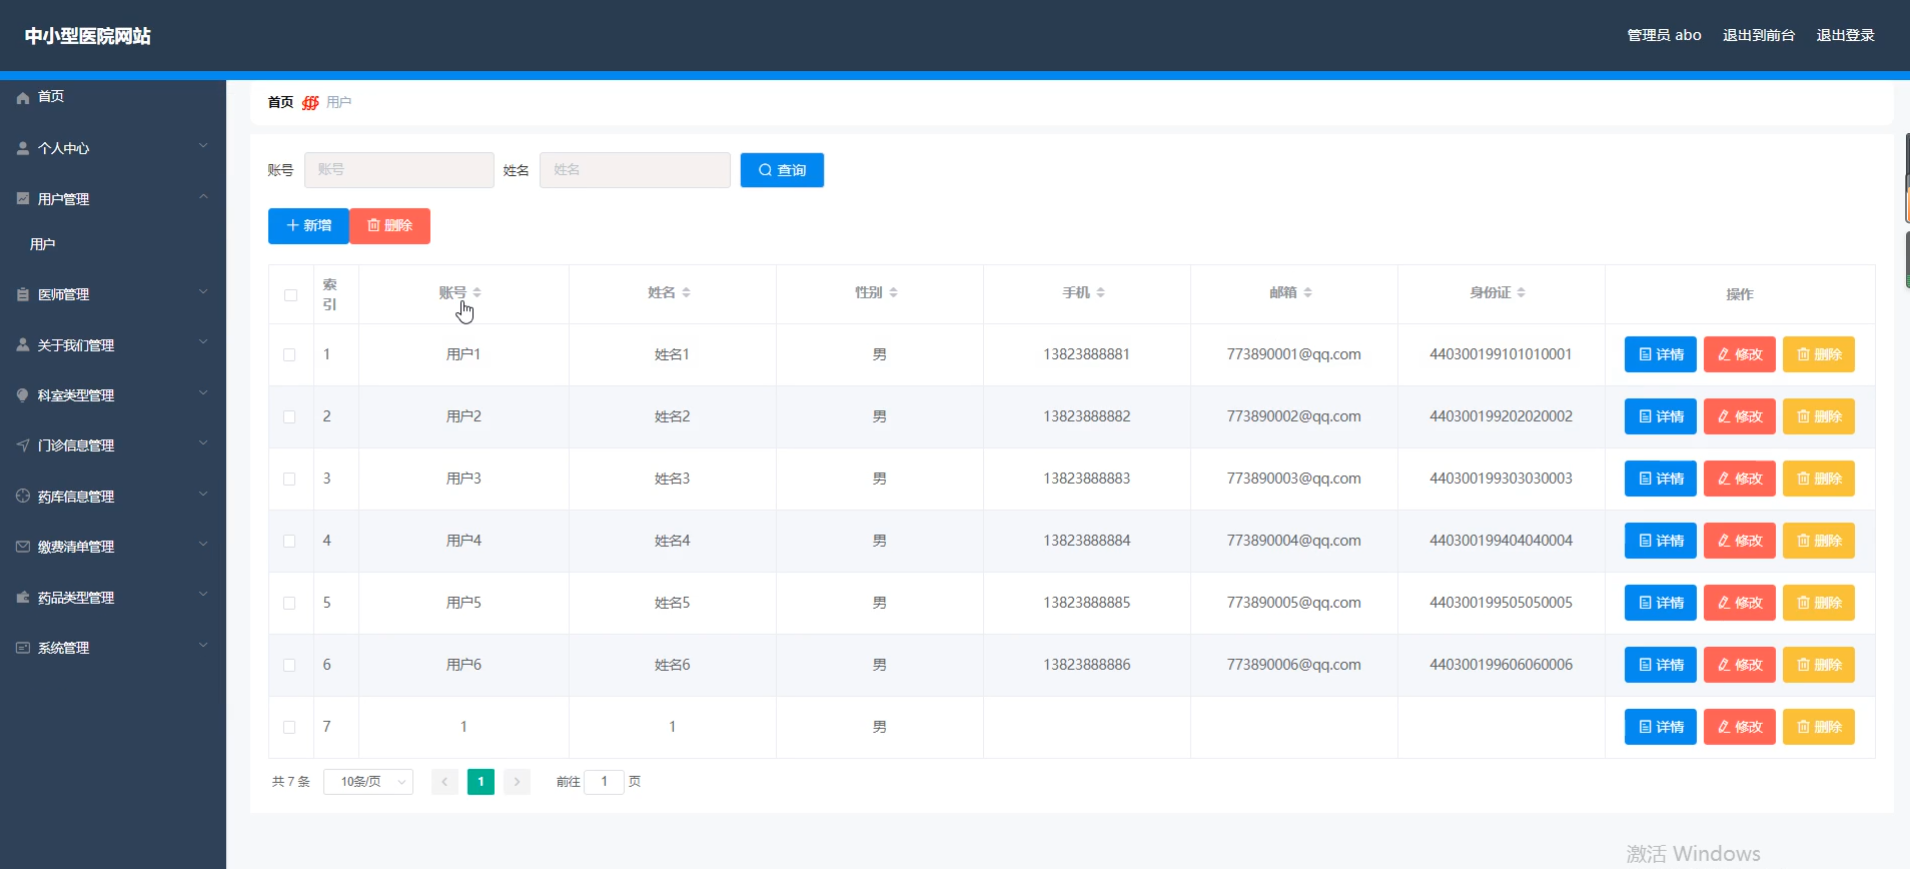 中小型医院网站
管理员 abo 退出到前台 退出登录
首页
个人中心
用户管理
用户
医师管理
关于我们管理
科室类型管理
门诊信息管理
药库信息管理
缴费清单管理
药品类型管理
系统管理
首页 用户
账号 账号 姓名 姓名 查询
新增 删除
索引 账号 姓名 性别 手机 邮箱 身份证 操作
1 用户1 姓名1 男 13823888881 773890001@qq.com 440300199101010001 详情 修改 删除
2 用户2 姓名2 男 13823888882 773890002@qq.com 440300199202020002 详情 修改 删除
3 用户3 姓名3 男 13823888883 773890003@qq.com 440300199303030003 详情 修改 删除
4 用户4 姓名4 男 13823888884 773890004@qq.com 440300199404040004 详情 修改 删除
5 用户5 姓名5 男 13823888885 773890005@qq.com 440300199505050005 详情 修改 删除
6 用户6 姓名6 男 13823888886 773890006@qq.com 440300199606060006 详情 修改 删除
7 1 1 男 详情 修改 删除
共 7 条 10条/页 1 前往 1 页
激活 Windows